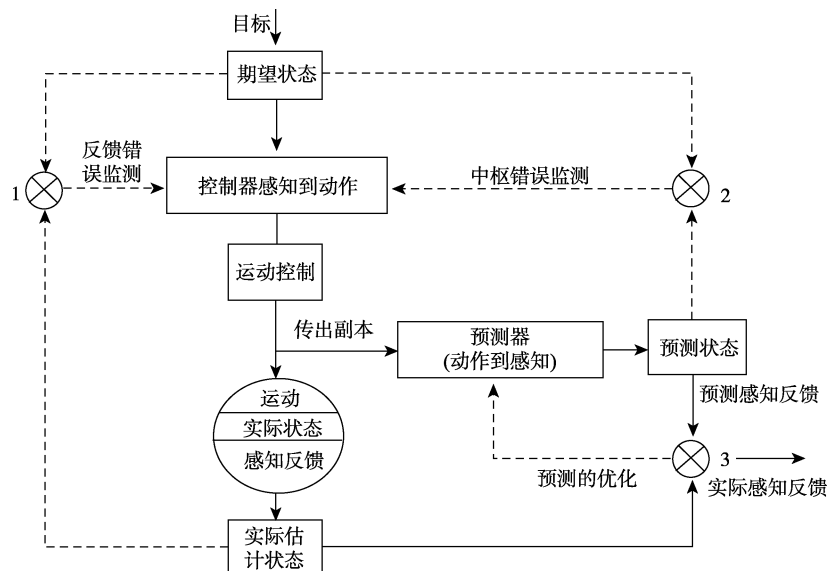 目标
期望状态
反馈错
误监测
1
控制器感知到动作
中枢错误监测
2
运动控制
传出副本
预测器
(动作到感知)
预测状态
运动
实际状态
感知反馈
预测感知反馈
3
预测的优化
实际感知反馈
实际估
计状态